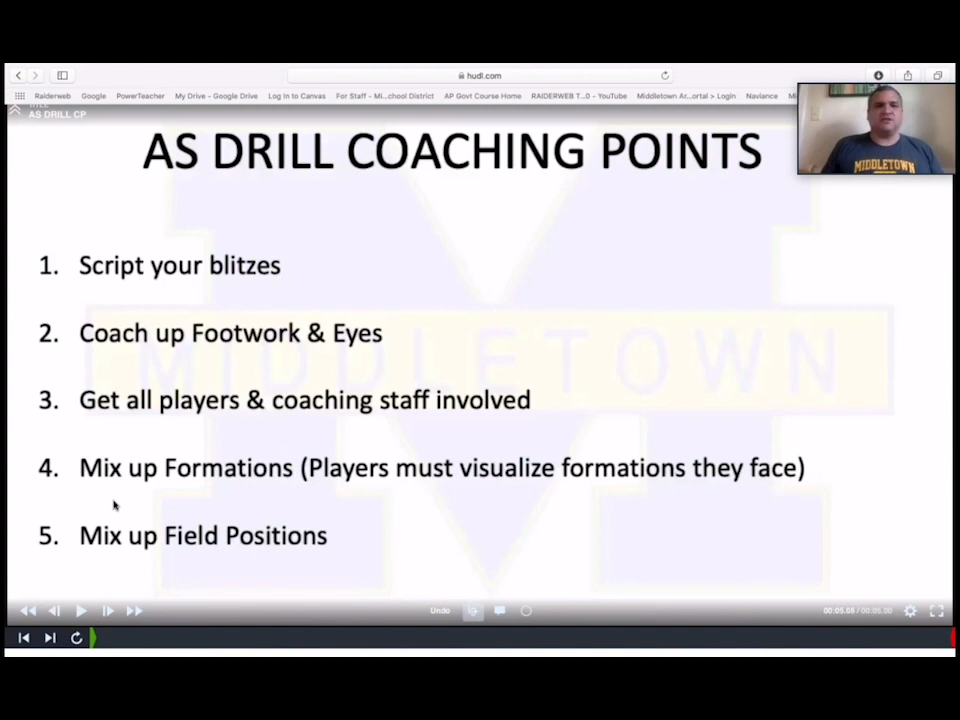 hudl.com
Raiderweb Google PowerTeacher My Drive - Google Drive Log In to Canvas For Staff - Mi...chool District AP Govt Course Home RAIDERWEB T...0 - YouTube Middletown Ar...ortal > Login Naviance
TITLE
AS DRILL CP
AS DRILL COACHING POINTS
MIDDLETOWN
1. Script your blitzes
2. Coach up Footwork & Eyes
MIDDLETOWN
3. Get all players & coaching staff involved
4. Mix up Formations (Players must visualize formations they face)
5. Mix up Field Positions
Undo
00:05.00 / 00:05.00